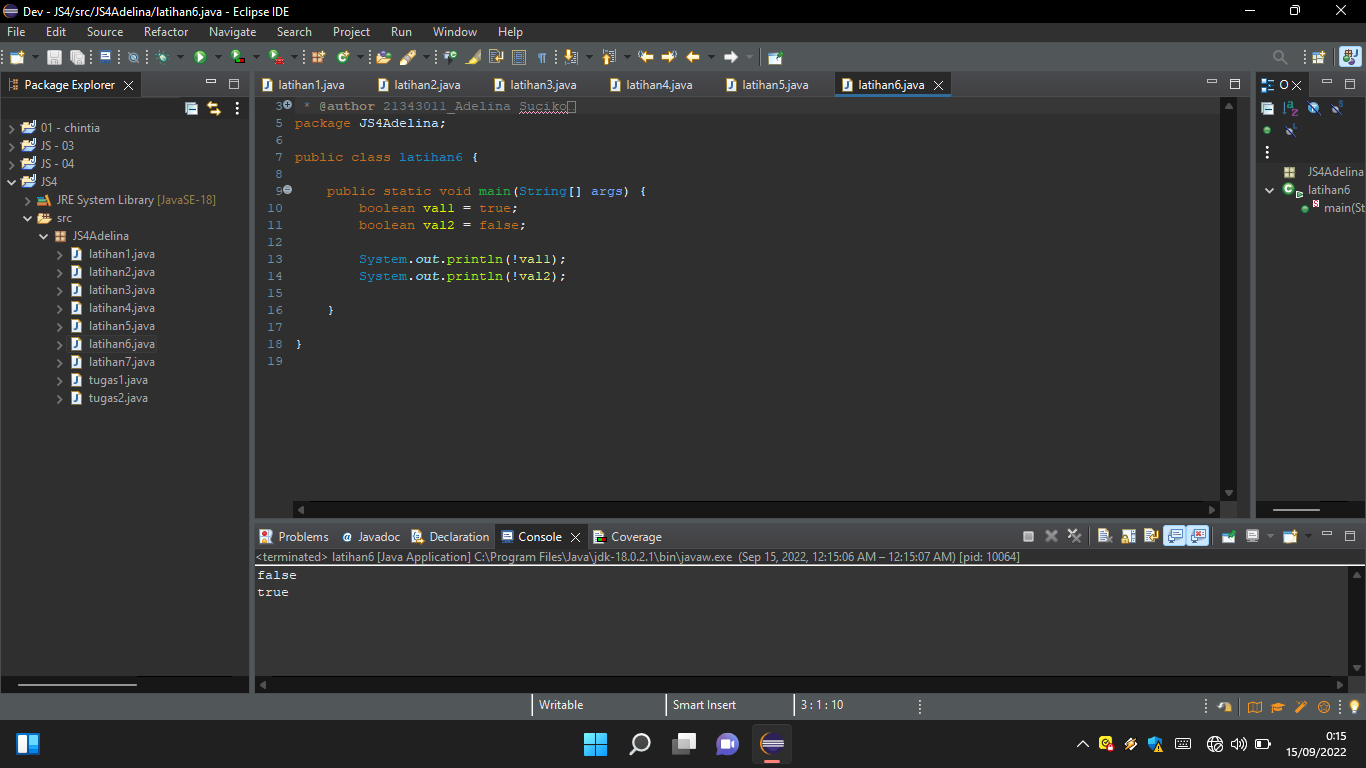 Dev - JS4/src/JS4Adelina/latihan6.java - Eclipse IDE
File Edit Source Refactor Navigate Search Project Run Window Help
Package Explorer
01 - chintia
JS - 03
JS - 04
JS4
JRE System Library [JavaSE-18]
src
JS4Adelina
latihan1.java
latihan2.java
latihan3.java
latihan4.java
latihan5.java
latihan6.java
latihan7.java
tugas1.java
tugas2.java
latihan1.java latihan2.java latihan3.java latihan4.java latihan5.java latihan6.java
3 * @author 21343011_Adelina Suciko
5 package JS4Adelina;
6
7 public class latihan6 {
8
9 public static void main(String[] args) {
10 boolean val1 = true;
11 boolean val2 = false;
12
13 System.out.println(!val1);
14 System.out.println(!val2);
15
16 }
17
18 }
19
O
JS4Adelina
latihan6
main(St
Problems Javadoc Declaration Console Coverage
<terminated> latihan6 [Java Application] C:\Program Files\Java\jdk-18.0.2.1\bin\javaw.exe (Sep 15, 2022, 12:15:06 AM – 12:15:07 AM) [pid: 10064]
false
true
Writable Smart Insert 3 : 1 : 10
0:15
15/09/2022